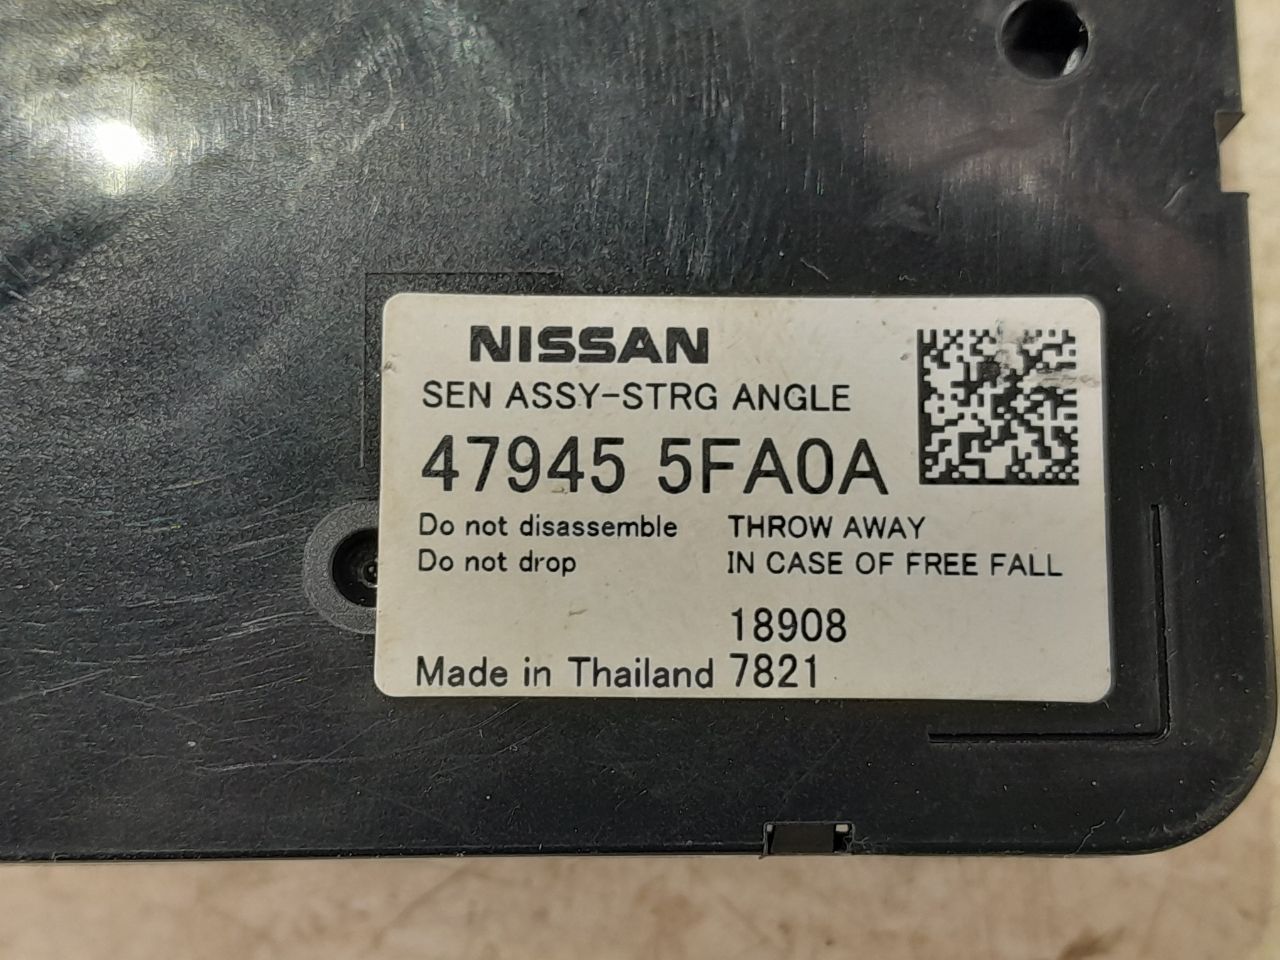 NISSAN
SEN ASSY-STRG ANGLE
47945 5FA0A
Do not disassemble THROW AWAY
Do not drop IN CASE OF FREE FALL
18908
Made in Thailand 7821